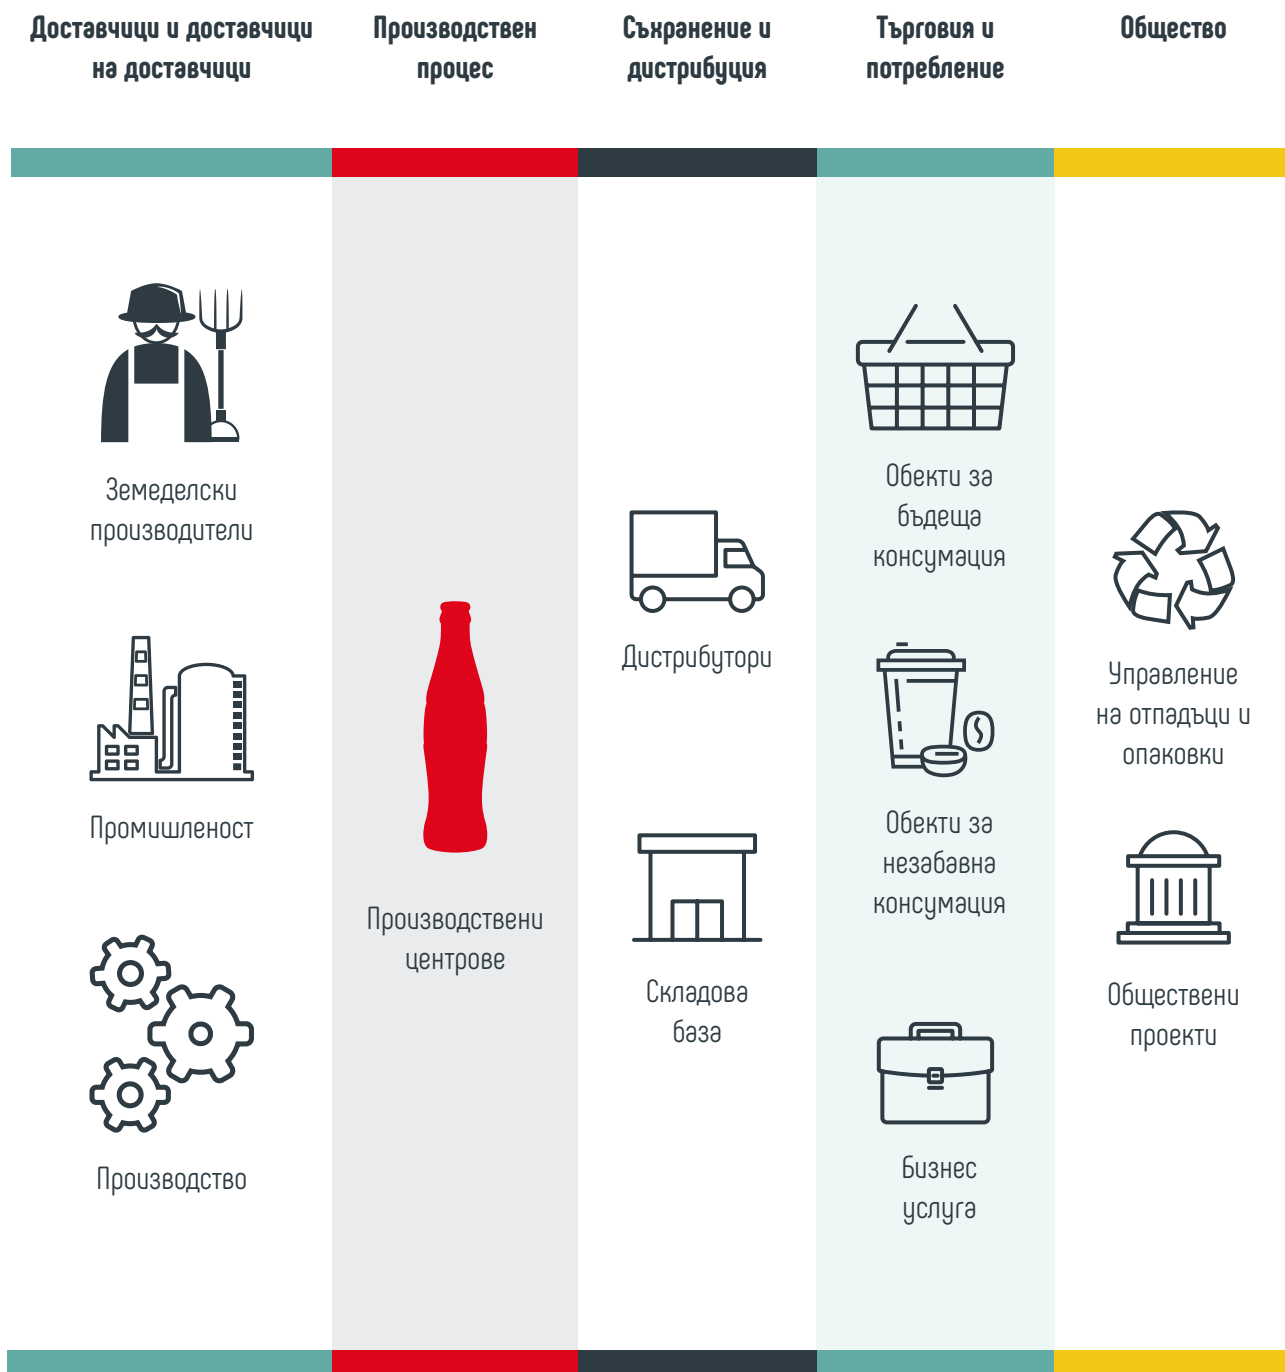 Доставчици и доставчици
на доставчици
Производствен
процес
Съхранение и
дистрибуция
Търговия и
потребление
Общество
Земеделски
производители
Промишленост
Производство
Производствени
центрове
Дистрибутори
Складова
база
Обекти за
бъдеща
консумация
Обекти за
незабавна
консумация
Бизнес
услуга
Управление
на отпадъци и
опаковки
Обществени
проекти